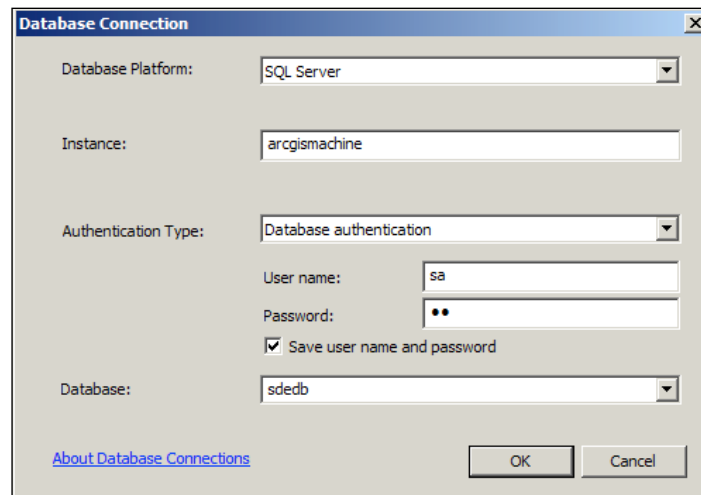 Database Connection
Database Platform: SQL Server
Instance: arcgismachine
Authentication Type: Database authentication
User name: sa
Password: ●●
Save user name and password
Database: sdedb
About Database Connections OK Cancel